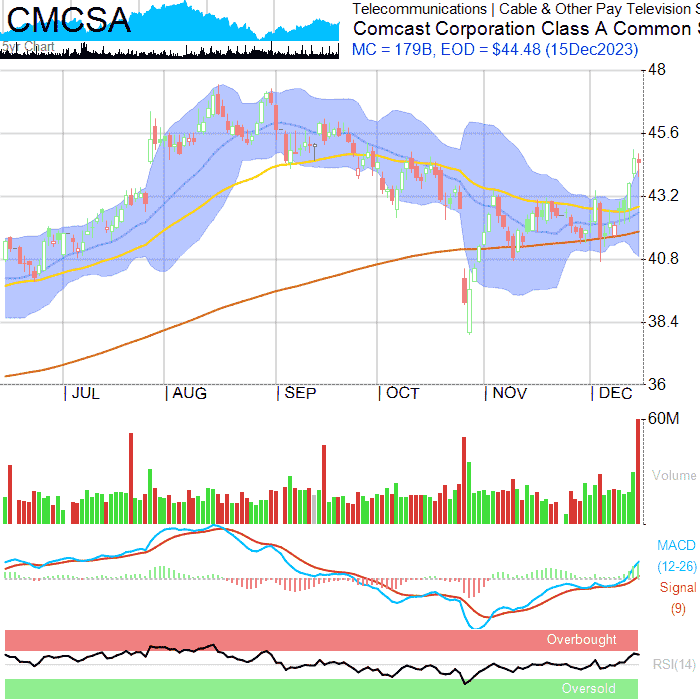 CMCSA
5yr Chart
Telecommunications | Cable & Other Pay Television S
Comcast Corporation Class A Common S
MC = 179B, EOD = $44.48 (15Dec2023)
48
45.6
43.2
40.8
38.4
36
| JUL | AUG | SEP | OCT | NOV | DEC
60M
Volume
MACD
(12-26)
Signal
(9)
Overbought
RSI(14)
Oversold